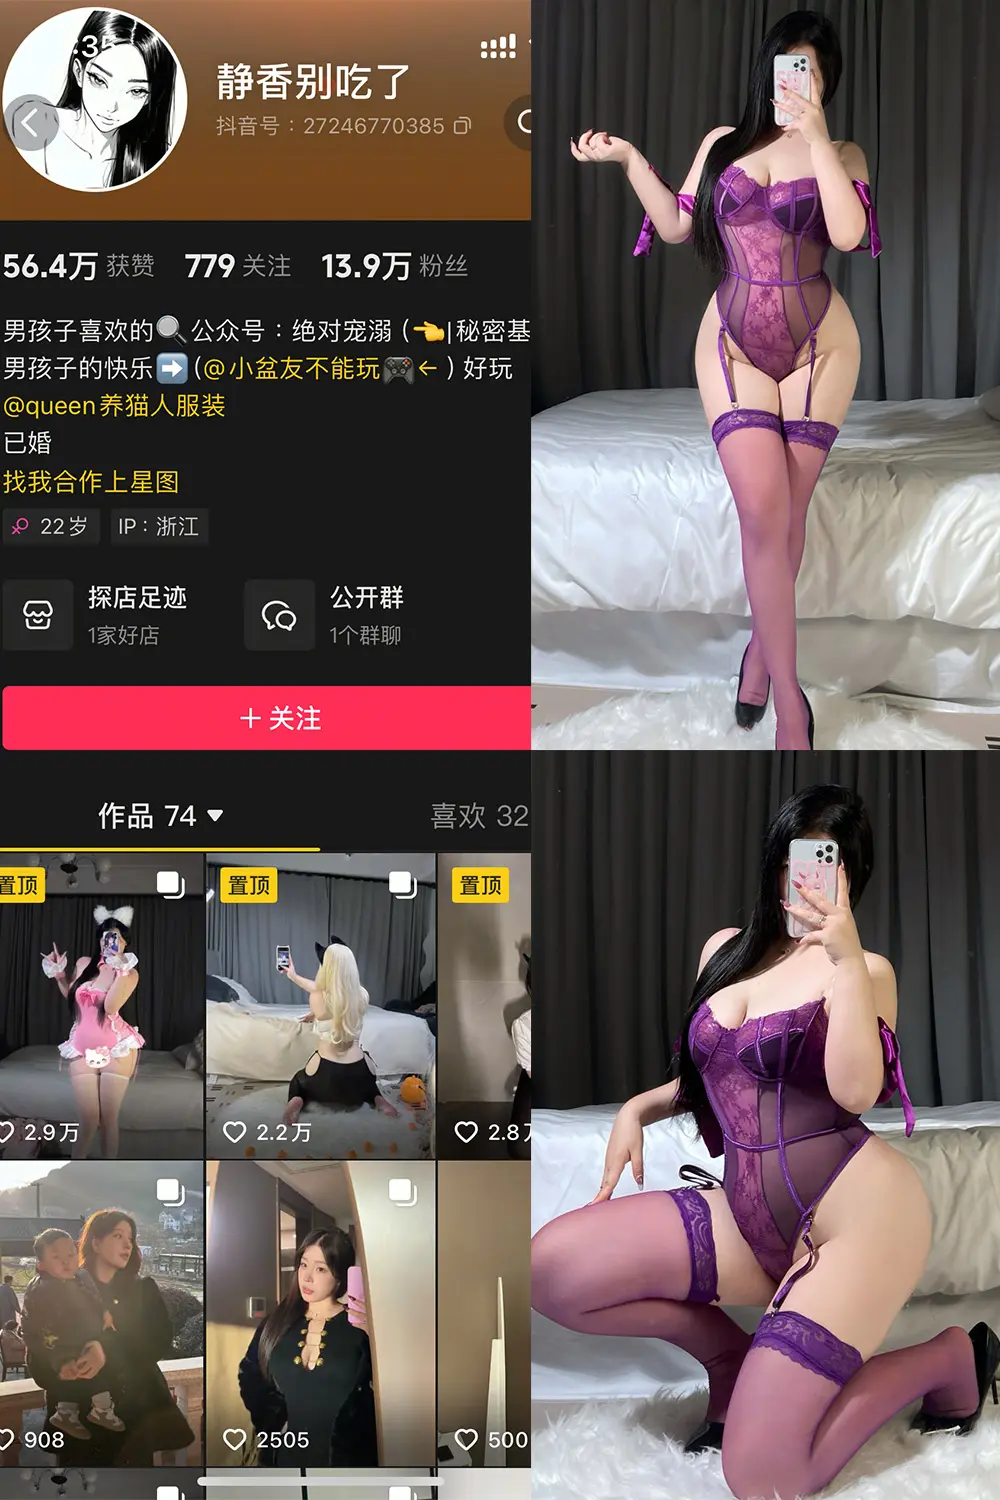 :35
静香别吃了
抖音号：27246770385
56.4万 获赞 779 关注 13.9万 粉丝
男孩子喜欢的🔍公众号：绝对宠溺（👈|秘密基
男孩子的快乐➡️(@小盆友不能玩🎮←）好玩
@queen养猫人服装
已婚
找我合作上星图
22岁 IP：浙江
探店足迹
1家好店
公开群
1个群聊
＋关注
作品 74
喜欢 32
置顶
置顶
置顶
2.9万
2.2万
2.8万
908
2505
500